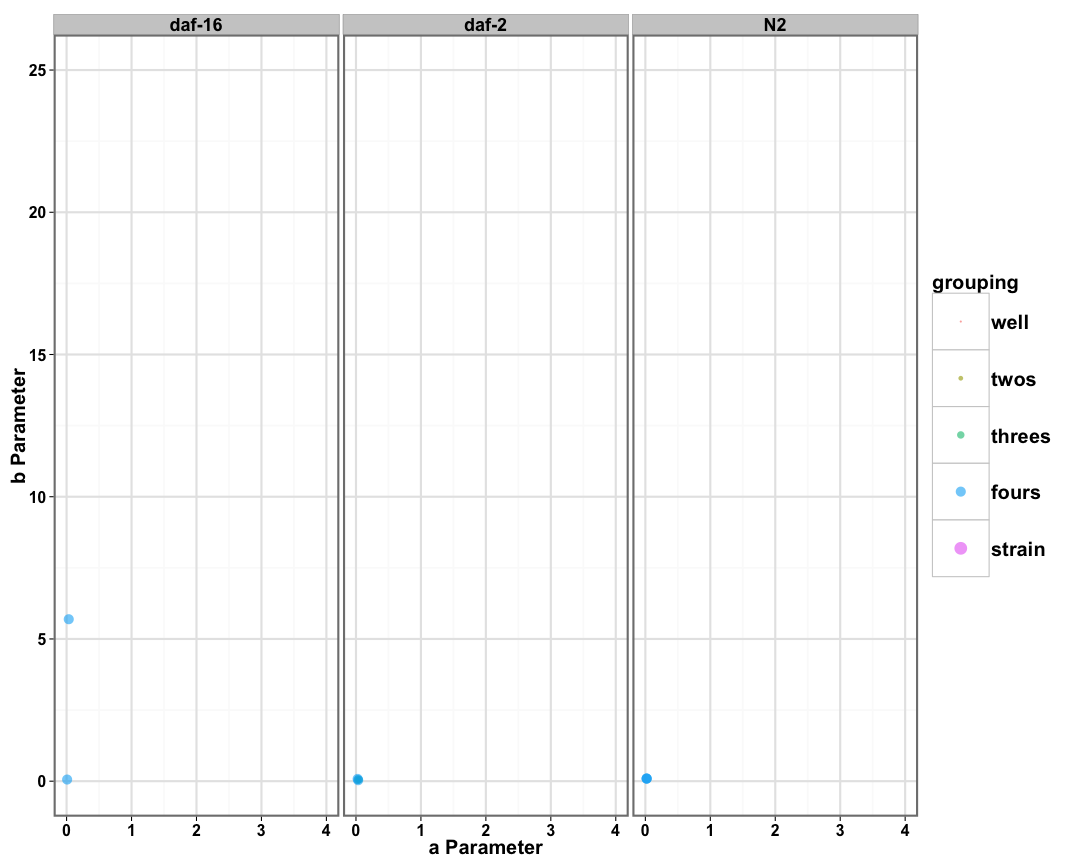 daf-16 daf-2 N2
25
20
15
10
5
0
b Parameter
0 1 2 3 4 0 1 2 3 4 0 1 2 3 4
a Parameter
grouping
well
twos
threes
fours
strain